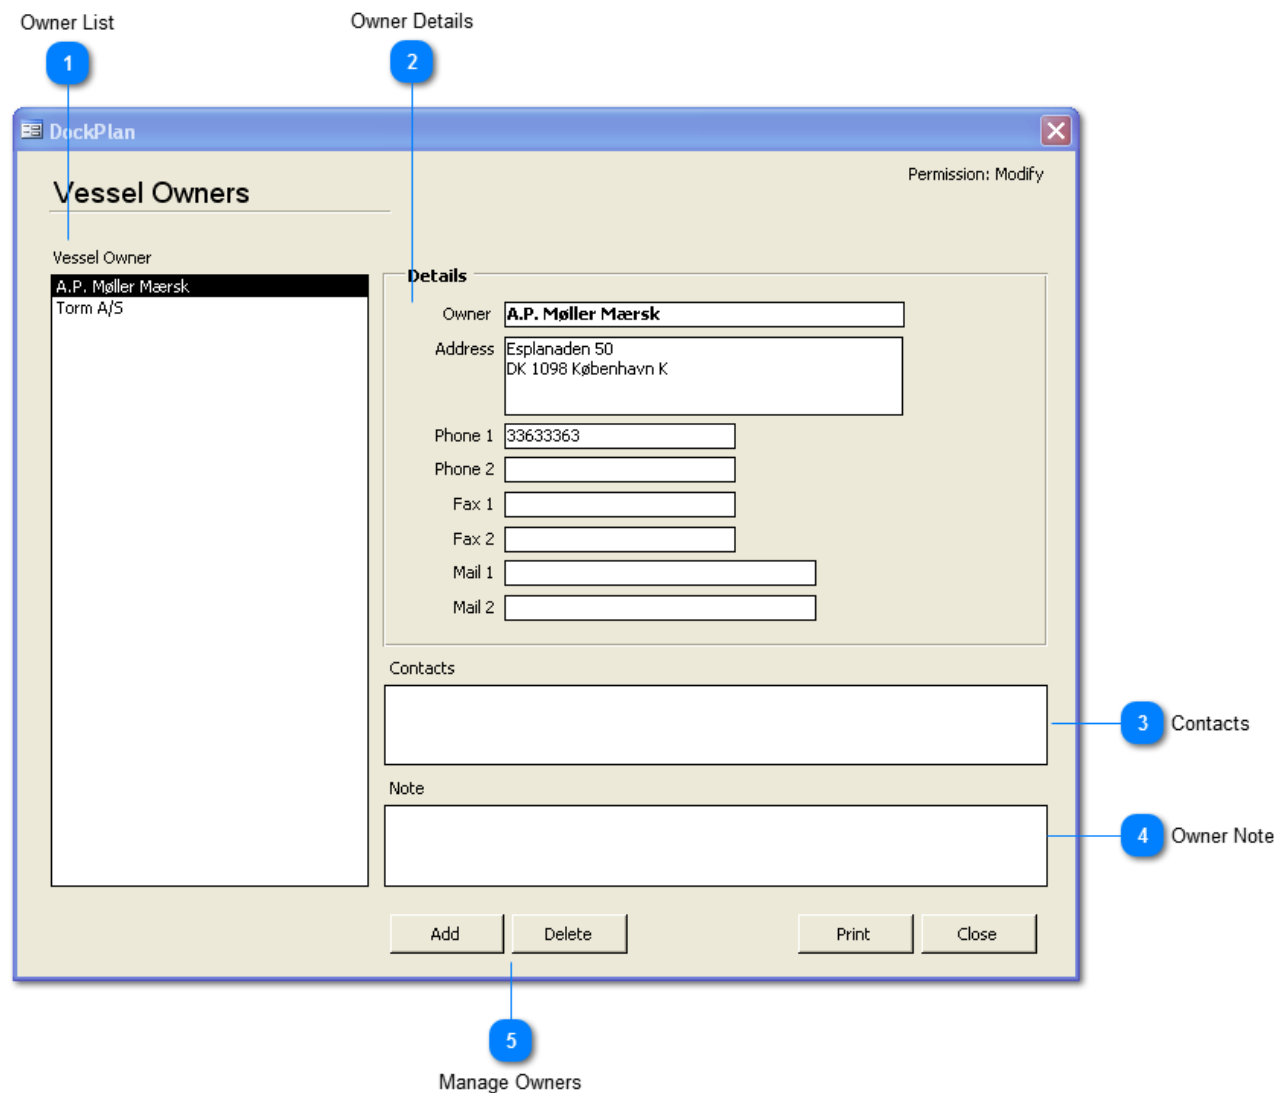 Owner List
Owner Details
1
2
DockPlan
Permission: Modify
Vessel Owners
Vessel Owner
A.P. Møller Mærsk
Torm A/S
Details
Owner A.P. Møller Mærsk
Address Esplanaden 50
DK 1098 København K
Phone 1 33633363
Phone 2
Fax 1
Fax 2
Mail 1
Mail 2
Contacts
3 Contacts
Note
4 Owner Note
Add Delete Print Close
5
Manage Owners